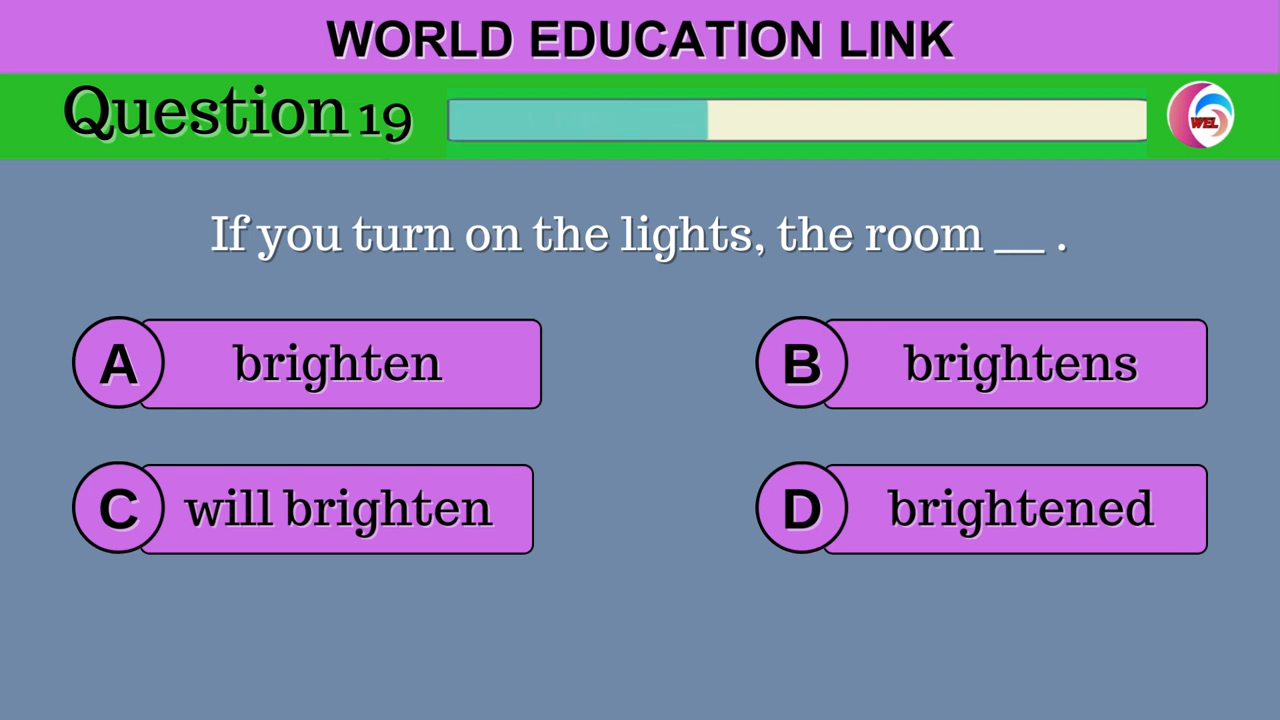 WORLD EDUCATION LINK
Question 19
WEL
If you turn on the lights, the room __ .
A brighten
B brightens
C will brighten
D brightened